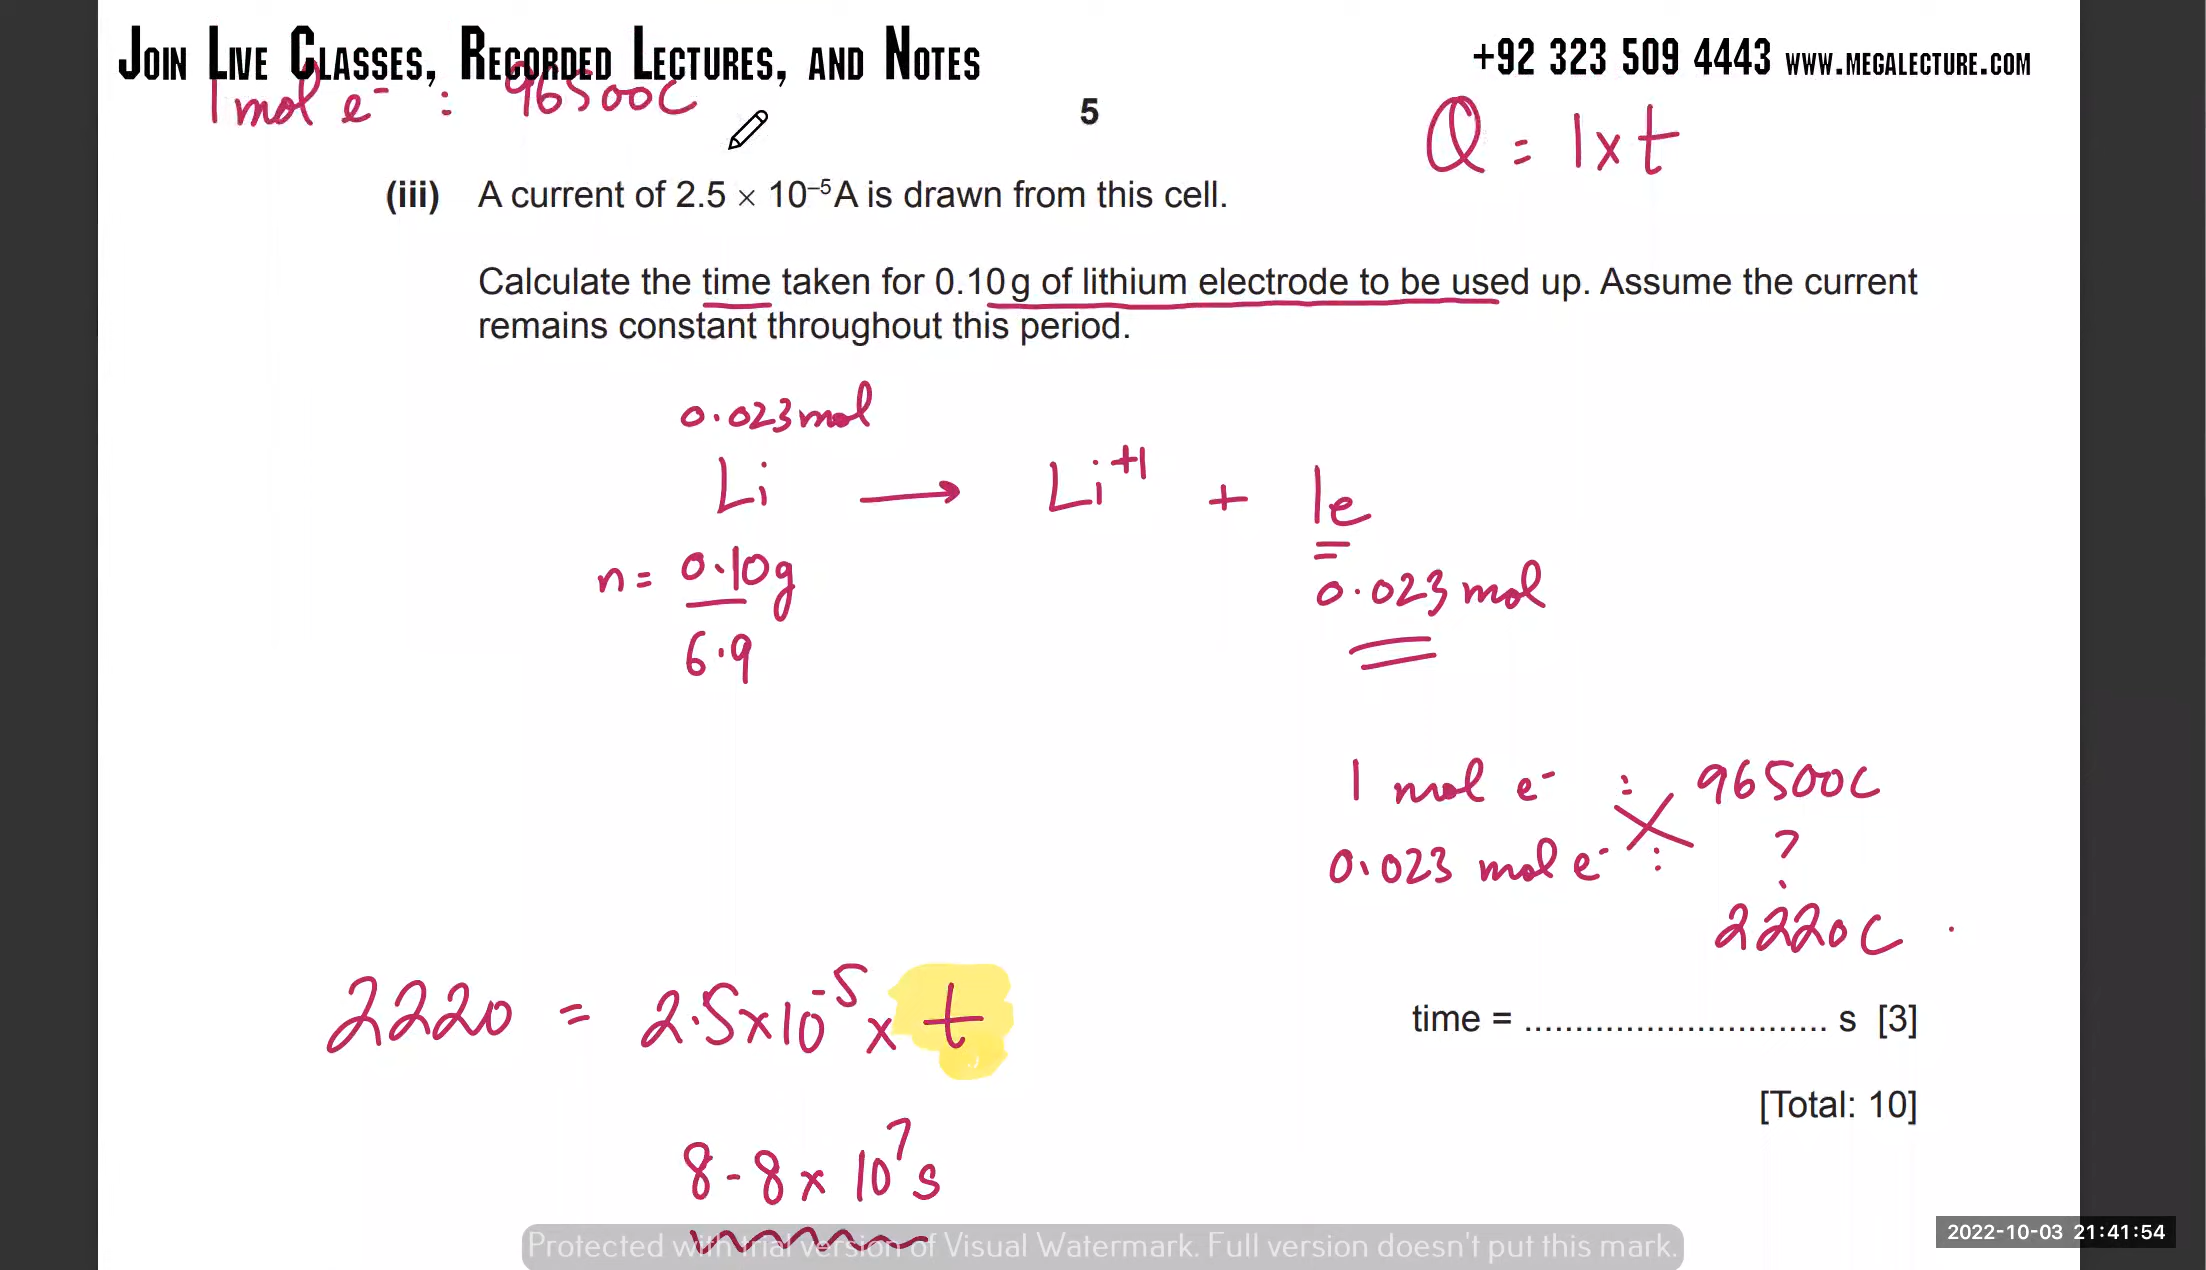 JOIN LIVE CLASSES, RECORDED LECTURES, AND NOTES
+92 323 509 4443 WWW.MEGALECTURE.COM
1 mol e⁻ : 96500C
5
Q = I x t
(iii) A current of 2.5 × 10⁻⁵A is drawn from this cell.
Calculate the time taken for 0.10g of lithium electrode to be used up. Assume the current
remains constant throughout this period.
0.023 mol
Li → Li⁺¹ + 1e
n = 0.10g
6.9
0.023 mol
1 mol e⁻ : 96500C
0.023 mol e⁻ : ?
2220C .
2220 = 2.5x10⁻⁵ x t
time = .............................. s [3]
[Total: 10]
8-8 x 10⁷s
Protected with trial version of Visual Watermark. Full version doesn't put this mark.
2022-10-03 21:41:54